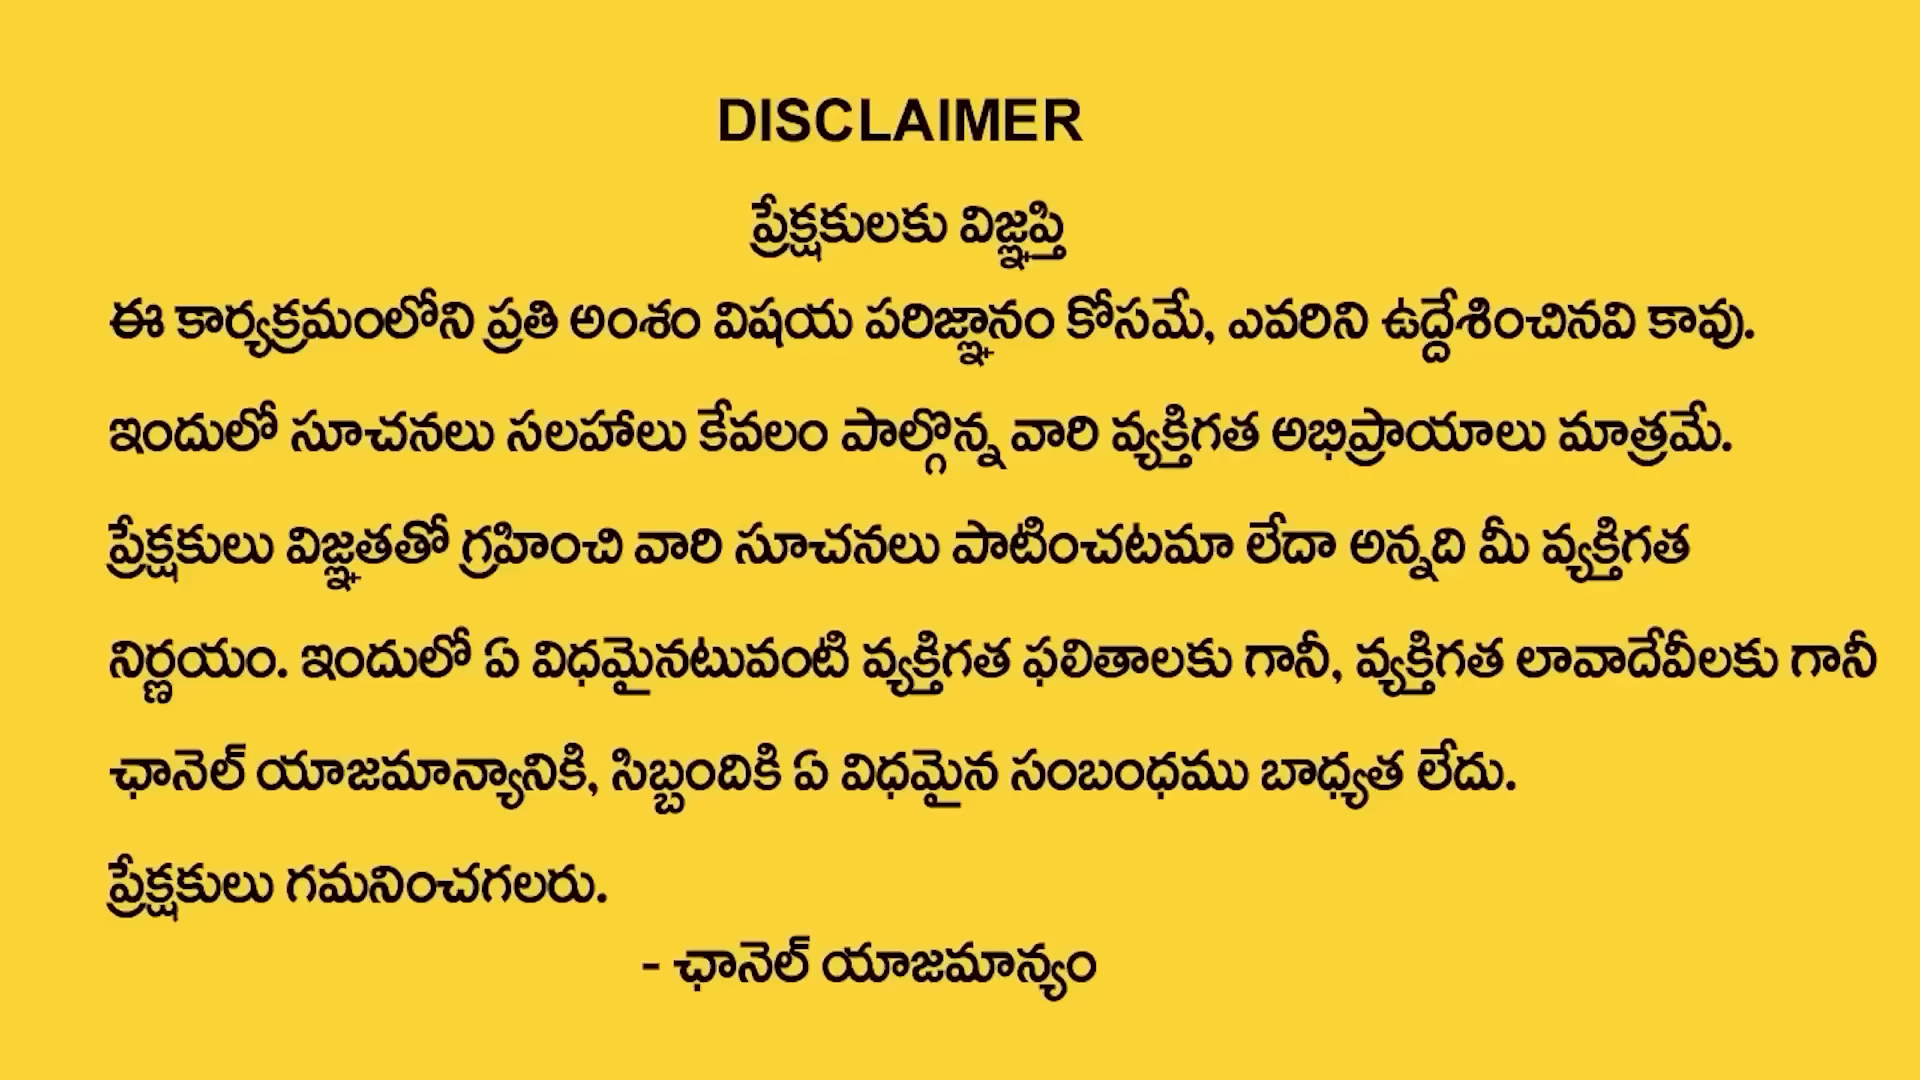 DISCLAIMER
ప్రేక్షకులకు విజ్ఞప్తి
ఈ కార్యక్రమంలోని ప్రతి అంశం విషయ పరిజ్ఞానం కోసమే, ఎవరిని ఉద్దేశించినవి కావు.
ఇందులో సూచనలు సలహాలు కేవలం పాల్గొన్న వారి వ్యక్తిగత అభిప్రాయాలు మాత్రమే.
ప్రేక్షకులు విజ్ఞతతో గ్రహించి వారి సూచనలు పాటించటమా లేదా అన్నది మీ వ్యక్తిగత
నిర్ణయం. ఇందులో ఏ విధమైనటువంటి వ్యక్తిగత ఫలితాలకు గానీ, వ్యక్తిగత లావాదేవీలకు గానీ
ఛానెల్ యాజమాన్యానికి, సిబ్బందికి ఏ విధమైన సంబంధము బాధ్యత లేదు.
ప్రేక్షకులు గమనించగలరు.
- ఛానెల్ యాజమాన్యం